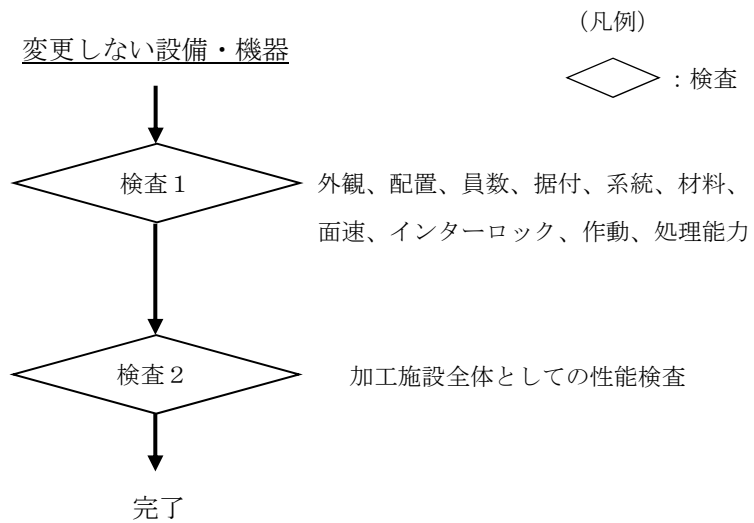 （凡例）
変更しない設備・機器
：検査
検査１
外観、配置、員数、据付、系統、材料、
面速、インターロック、作動、処理能力
検査２
加工施設全体としての性能検査
完了